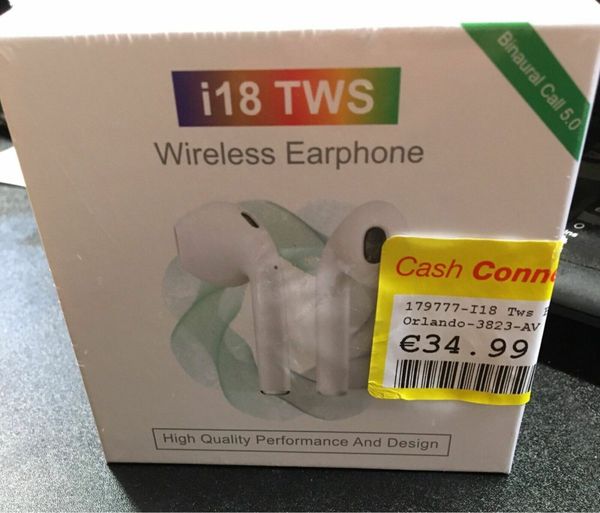 Binaural Call 5.0
i18 TWS
Wireless Earphone
Cash Conn
179777-I18 Tws
Orlando-3823-AV
€34.99
High Quality Performance And Design